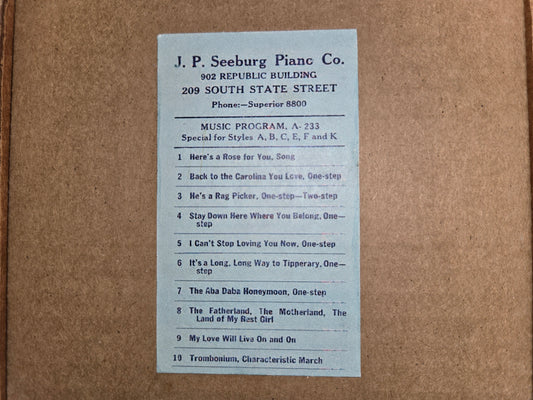 J. P. Seeburg Piano Co.
902 REPUBLIC BUILDING
209 SOUTH STATE STREET
Phone:—Superior 8800
MUSIC PROGRAM, A-233
Special for Styles A, B, C, E, F and K
1 Here's a Rose for You, Song
2 Back to the Carolina You Love, One-step
3 He's a Rag Picker, One-step—Two-step
4 Stay Down Here Where You Belong, One—
step
5 I Can't Stop Loving You Now, One-step
6 It's a Long, Long Way to Tipperary, One—
step
7 The Aba Daba Honeymoon, One-step
8 The Fatherland, The Motherland, The
Land of My Best Girl
9 My Love Will Live On and On
10 Trombonium, Characteristic March